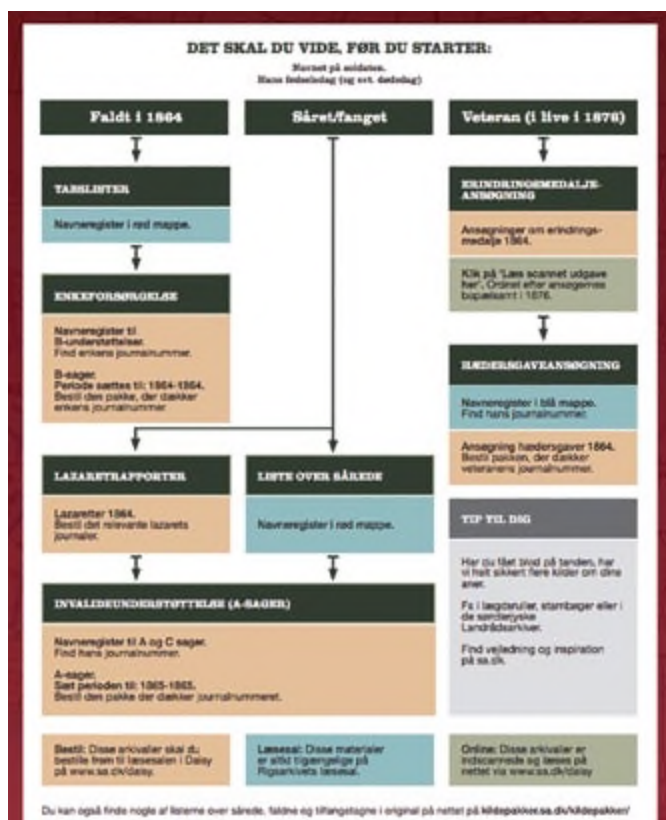 DET SKAL DU VIDE, FØR DU STARTER:
Navnet på soldaten.
Hans fødselsdag (og evt. dødsdag)
Faldt i 1864
Såret/fanget
Veteran (i live i 1876)
TABSLISTER
Navneregister i rød mappe.
ENKEFORSØRGELSE
Navneregister til
B-understøttelser.
Find enkens journalnummer.
B-sager.
Periode sættes til: 1864-1864.
Bestil den pakke, der dækker
enkens journalnummer
ERINDRINGSMEDALJE-
ANSØGNING
Ansøgninger om erindrings-
medalje 1864.
Klik på 'Læs scannet udgave
her'. Ordnet efter ansøgernes
bopælsamt i 1876.
HÆDERSGAVEANSØGNING
Navneregister i blå mappe.
Find hans journalnummer.
Ansøgning hædersgaver 1864.
Bestil pakken, der dækker
veteranens journalnummer.
LAZARETRAPPORTER
Lazaretter 1864.
Bestil det relevante lazarets
journaler.
LISTE OVER SÅREDE
Navneregister i rød mappe.
INVALIDEUNDERSTØTTELSE (A-SAGER)
Navneregister til A og C sager.
Find hans journalnummer.
A-sager.
Sæt perioden til: 1865-1865.
Bestil den pakke der dækker journalnummeret.
TIP TIL DIG
Har du fået blod på tanden, har
vi helt sikkert flere kilder om dine
aner.
Fx i lægdsruller, stambøger eller i
de sønderjyske
Landrådsarkiver.
Find vejledning og inspiration
på sa.dk.
Bestil: Disse arkivalier skal du
bestille frem til læsesalen i Daisy
på www.sa.dk/daisy.
Læsesal: Disse materialer
er altid tilgængelige på
Rigsarkivets læsesal.
Online: Disse arkivalier er
indscannede og læses på
nettet via www.sa.dk/daisy
Du kan også finde nogle af listerne over sårede, faldne og tilfangetagne i original på nettet på kildepakker.sa.dk/kildepakken/